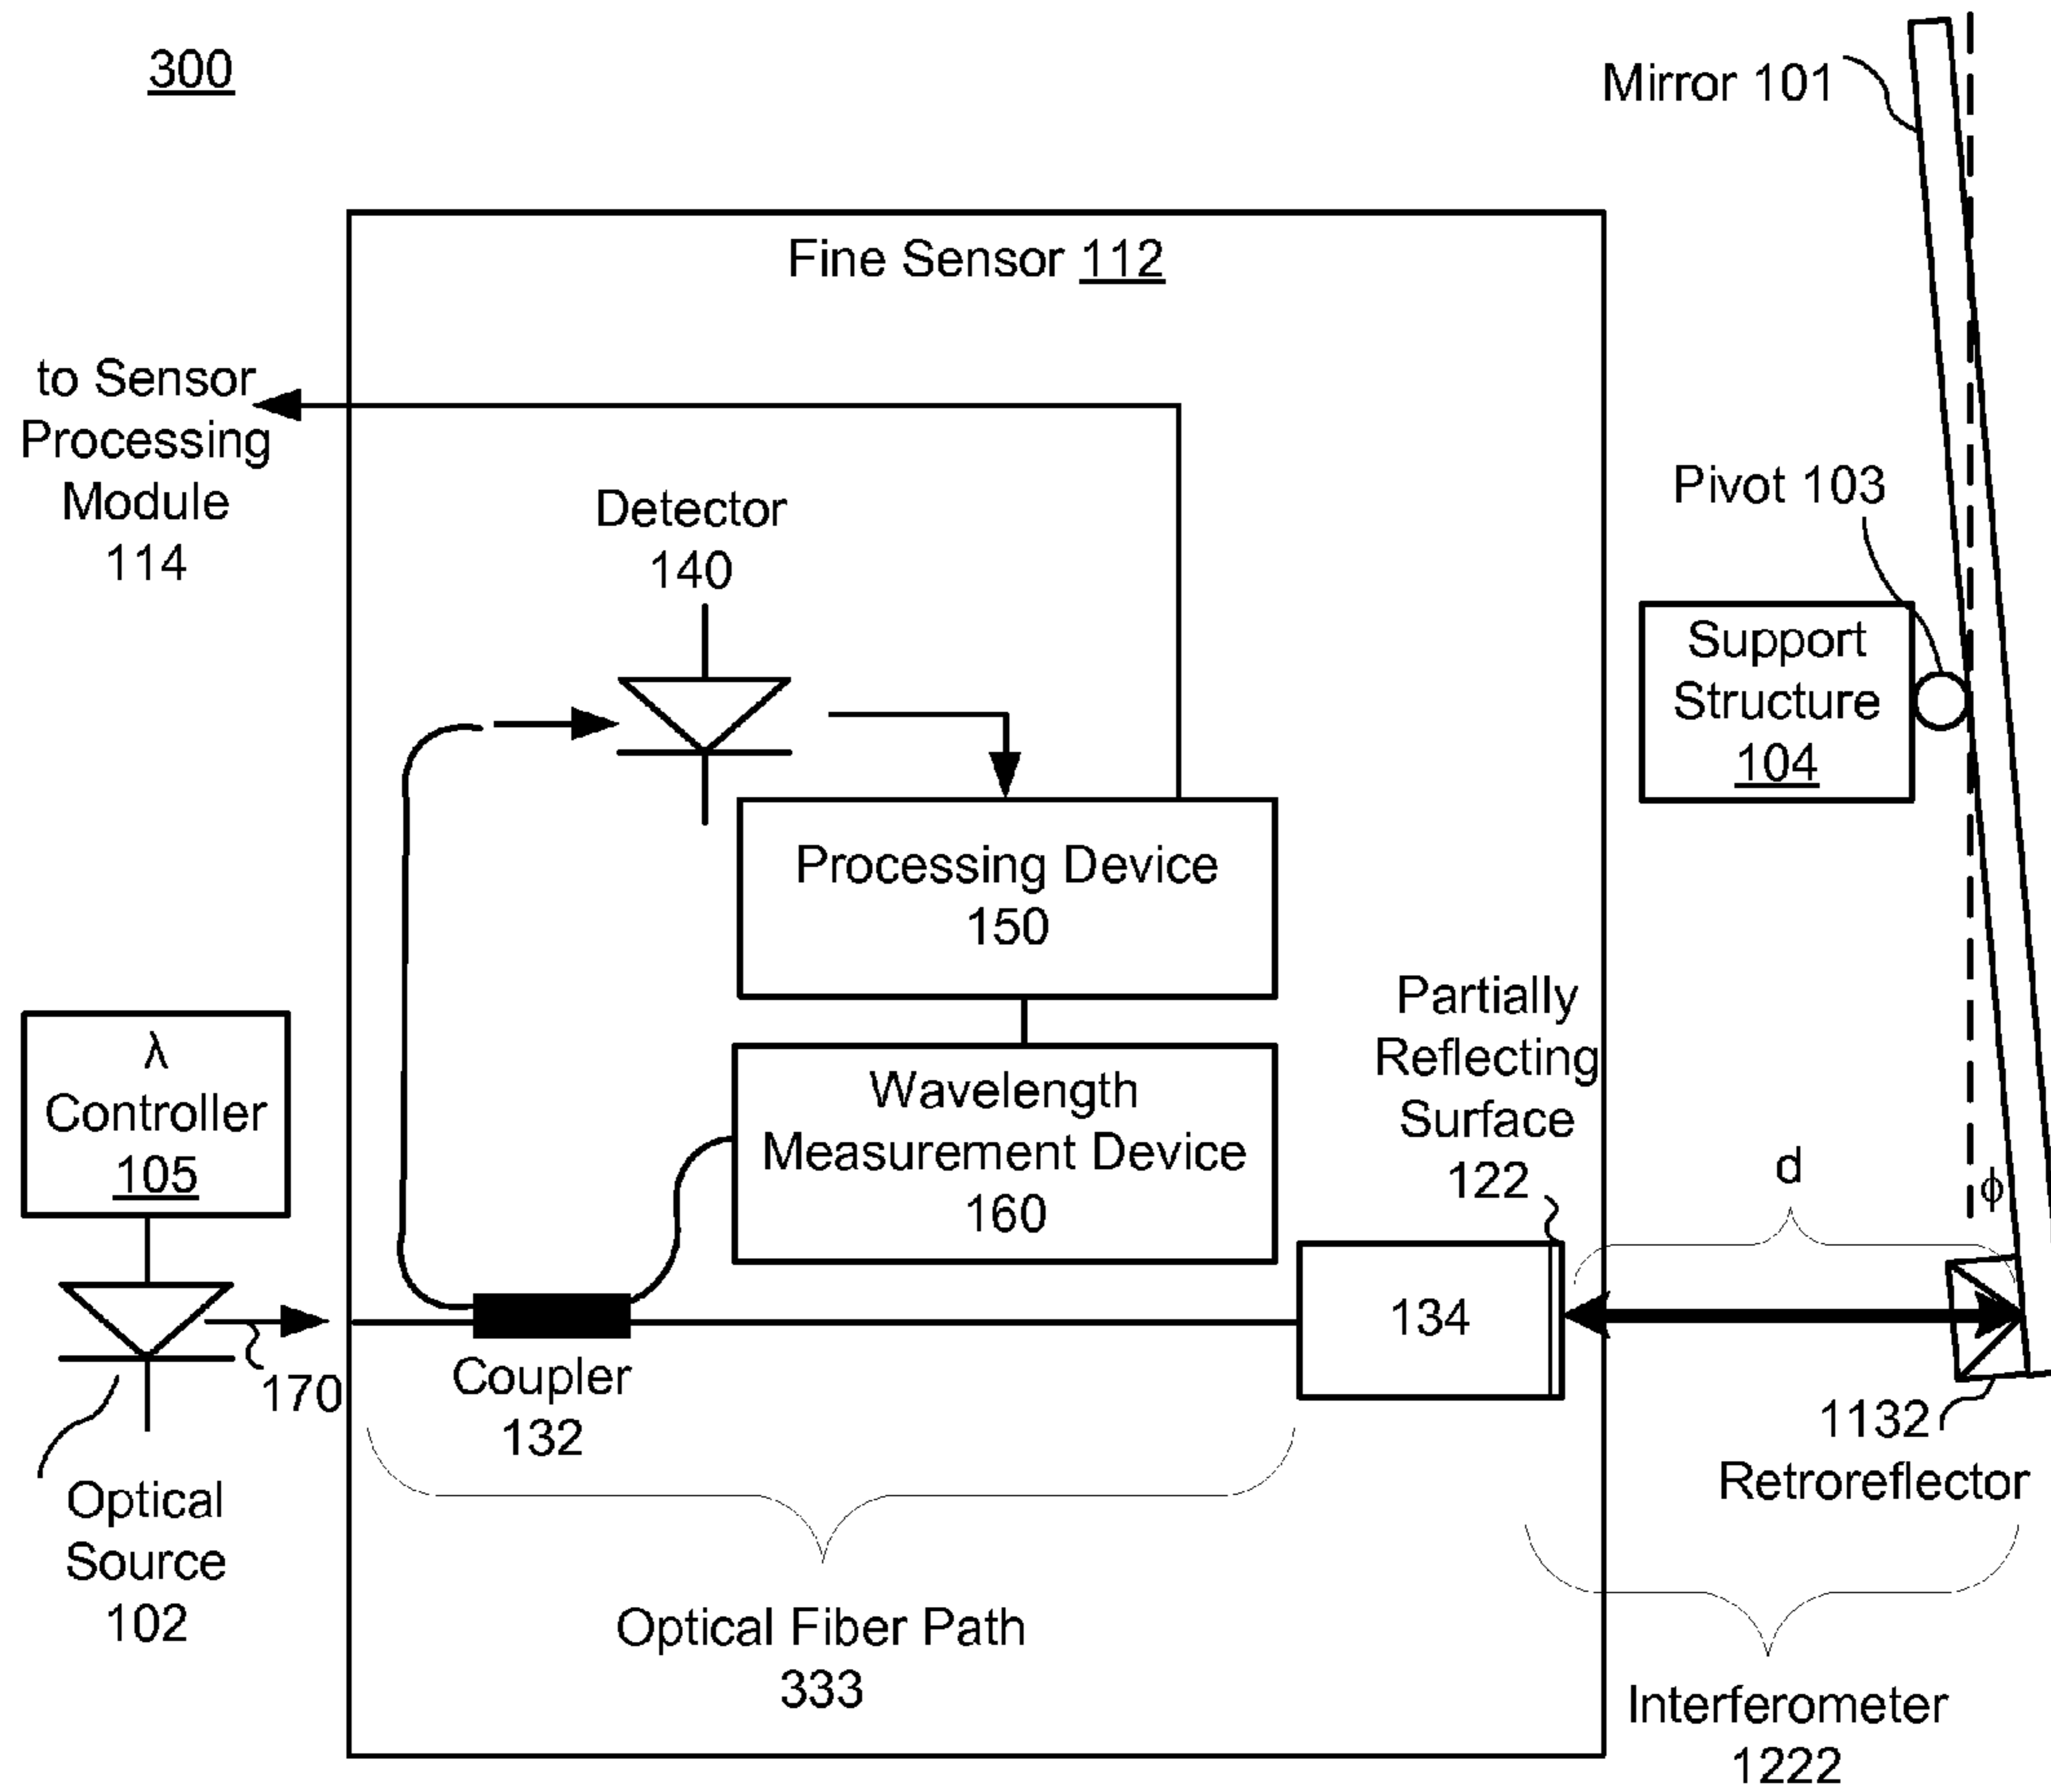 300
Mirror 101
Fine Sensor 112
to Sensor
Processing
Module
114
Detector
140
Pivot 103
Support
Structure
104
Processing Device
150
Partially
Reflecting
Surface
122
λ
Controller
105
Wavelength
Measurement Device
160
d
ϕ
134
170
Coupler
132
1132
Retroreflector
Optical
Source
102
Optical Fiber Path
333
Interferometer
1222